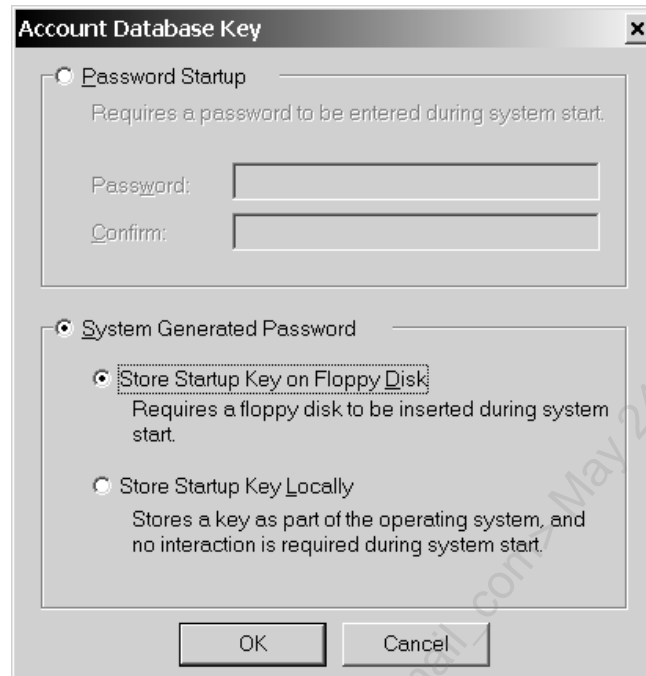 Account Database Key
Password Startup
Requires a password to be entered during system start.
Password:
Confirm:
System Generated Password
Store Startup Key on Floppy Disk
Requires a floppy disk to be inserted during system
start.
Store Startup Key Locally
Stores a key as part of the operating system, and
no interaction is required during system start.
OK
Cancel